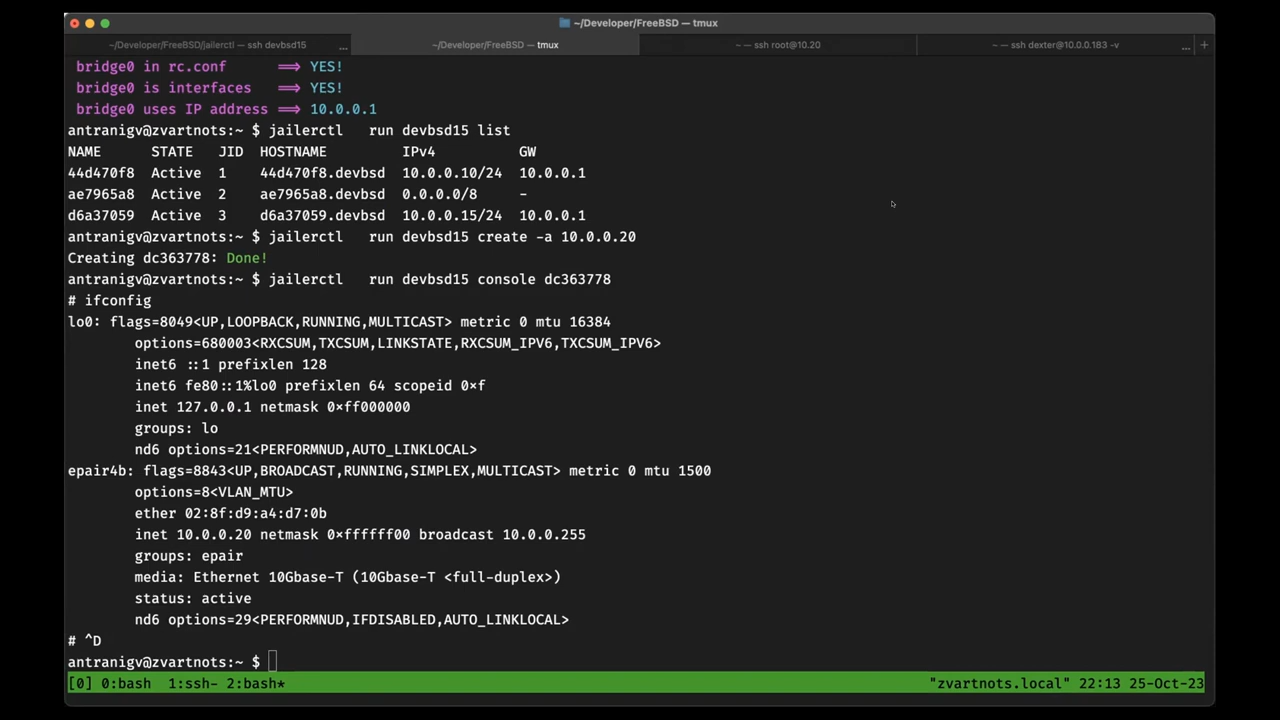 ~/Developer/FreeBSD — tmux
~/Developer/FreeBSD/jailerctl — ssh devbsd15 ... ~/Developer/FreeBSD — tmux ~ — ssh root@10.20 ~ — ssh dexter@10.0.0.183 -v ... +
bridge0 in rc.conf ⟹ YES!
bridge0 is interfaces ⟹ YES!
bridge0 uses IP address ⟹ 10.0.0.1
antranigv@zvartnots:~ $ jailerctl run devbsd15 list
NAME STATE JID HOSTNAME IPv4 GW
44d470f8 Active 1 44d470f8.devbsd 10.0.0.10/24 10.0.0.1
ae7965a8 Active 2 ae7965a8.devbsd 0.0.0.0/8 -
d6a37059 Active 3 d6a37059.devbsd 10.0.0.15/24 10.0.0.1
antranigv@zvartnots:~ $ jailerctl run devbsd15 create -a 10.0.0.20
Creating dc363778: Done!
antranigv@zvartnots:~ $ jailerctl run devbsd15 console dc363778
# ifconfig
lo0: flags=8049<UP,LOOPBACK,RUNNING,MULTICAST> metric 0 mtu 16384
options=680003<RXCSUM,TXCSUM,LINKSTATE,RXCSUM_IPV6,TXCSUM_IPV6>
inet6 ::1 prefixlen 128
inet6 fe80::1%lo0 prefixlen 64 scopeid 0×f
inet 127.0.0.1 netmask 0×ff000000
groups: lo
nd6 options=21<PERFORMNUD,AUTO_LINKLOCAL>
epair4b: flags=8843<UP,BROADCAST,RUNNING,SIMPLEX,MULTICAST> metric 0 mtu 1500
options=8<VLAN_MTU>
ether 02:8f:d9:a4:d7:0b
inet 10.0.0.20 netmask 0×ffffff00 broadcast 10.0.0.255
groups: epair
media: Ethernet 10Gbase-T (10Gbase-T <full-duplex>)
status: active
nd6 options=29<PERFORMNUD,IFDISABLED,AUTO_LINKLOCAL>
# ^D
antranigv@zvartnots:~ $
[0] 0:bash 1:ssh- 2:bash* "zvartnots.local" 22:13 25-Oct-23